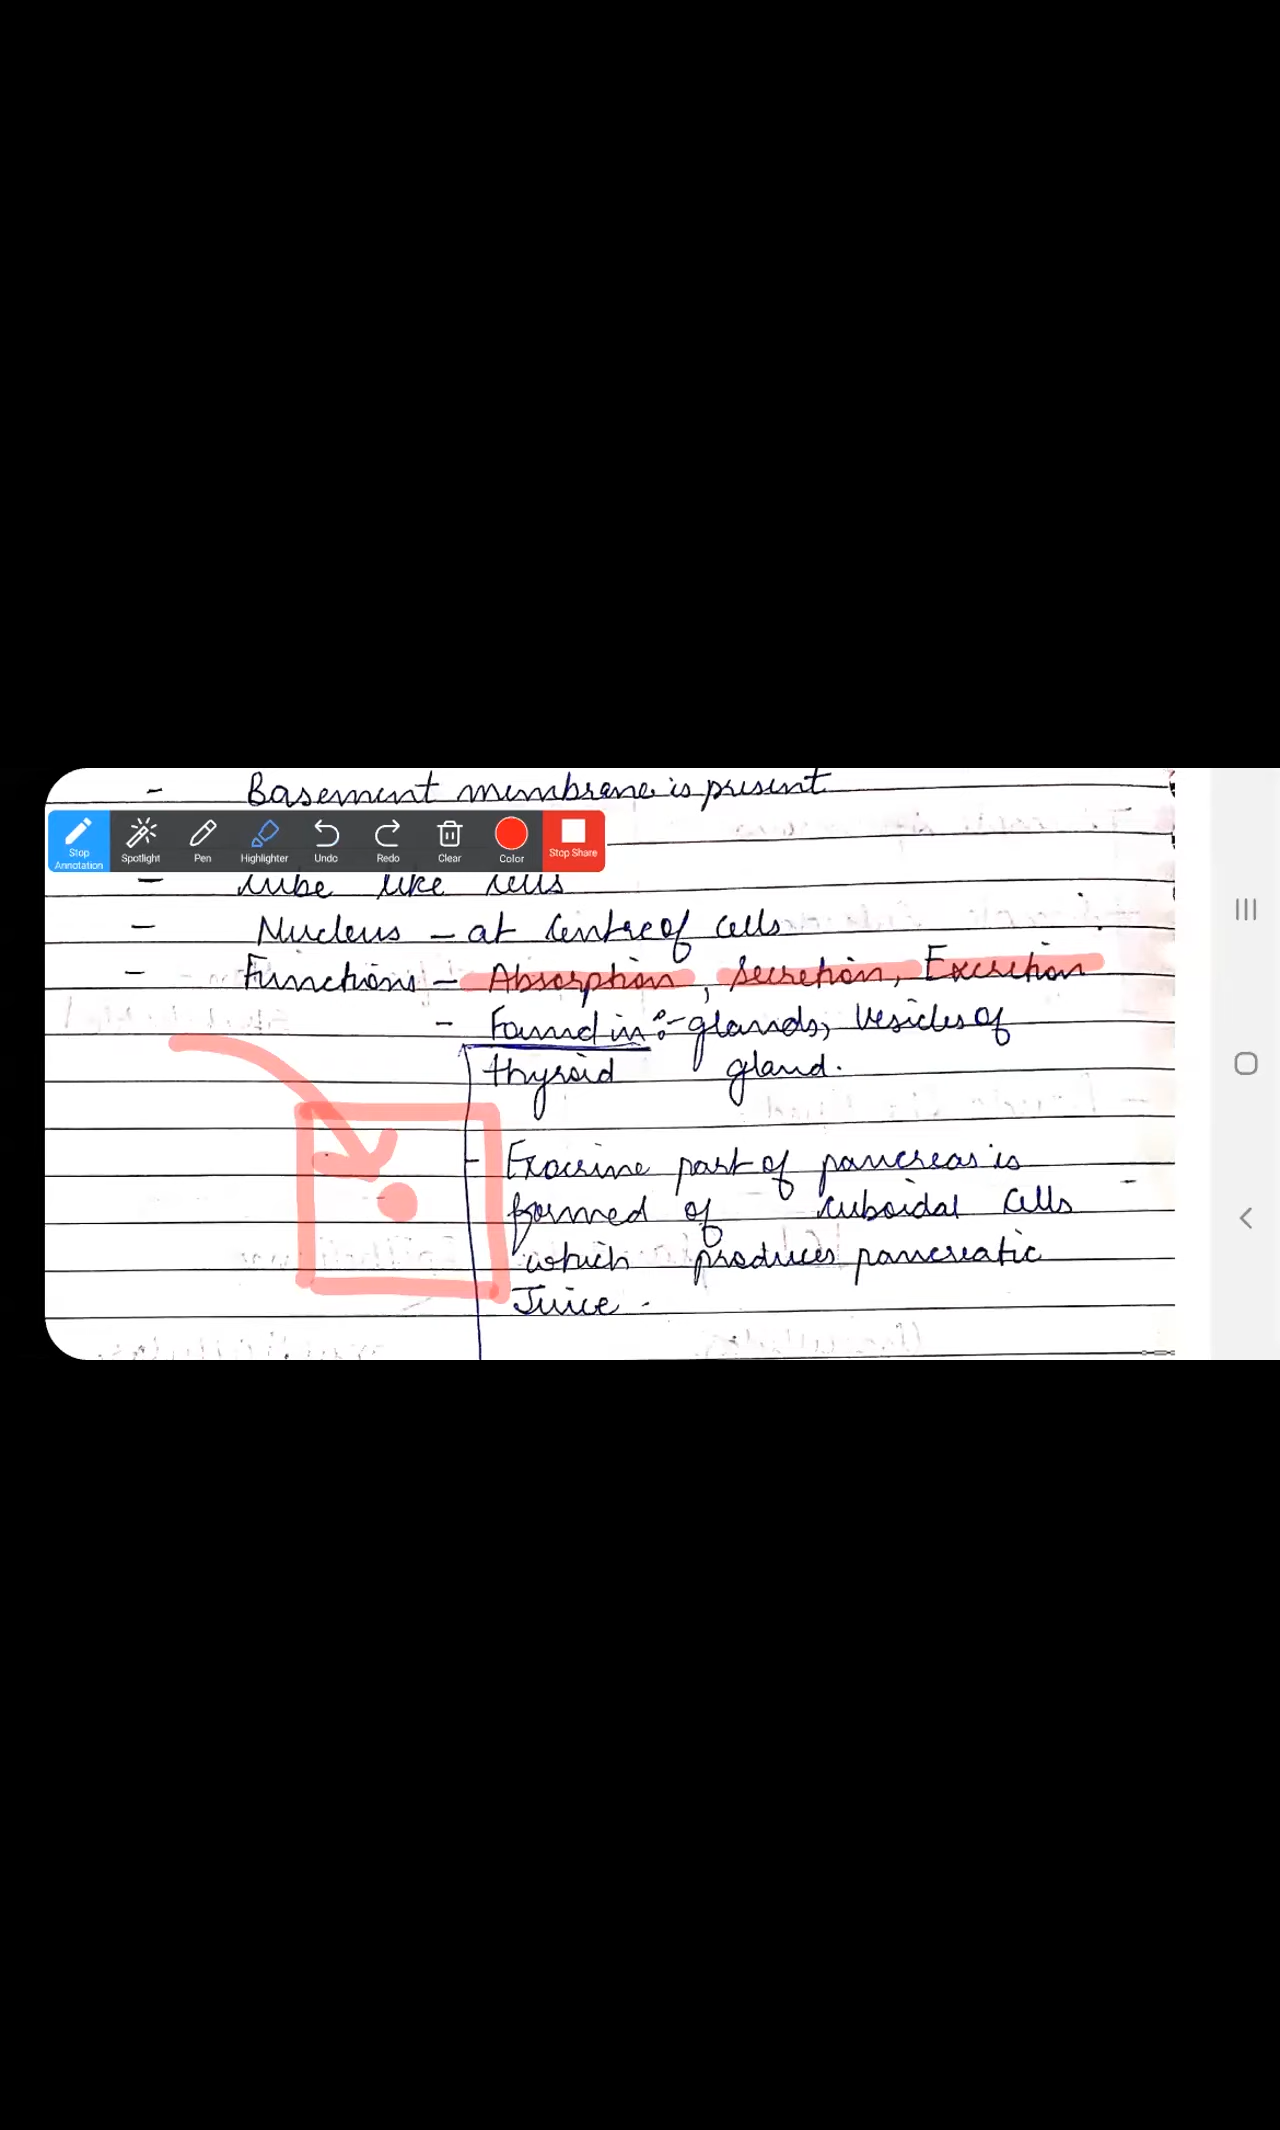 - Basement membrane is present
Stop Annotation Spotlight Pen Highlighter Undo Redo Clear Color Stop Share
- cube like cells
- Nucleus - at centre of cells
- Functions - Absorption, Secretion, Excretion
- Found in :- glands, vesicles of
thyroid gland.
- Exocrine part of pancreas is
formed of cuboidal cells -
which produces pancreatic
Juice -